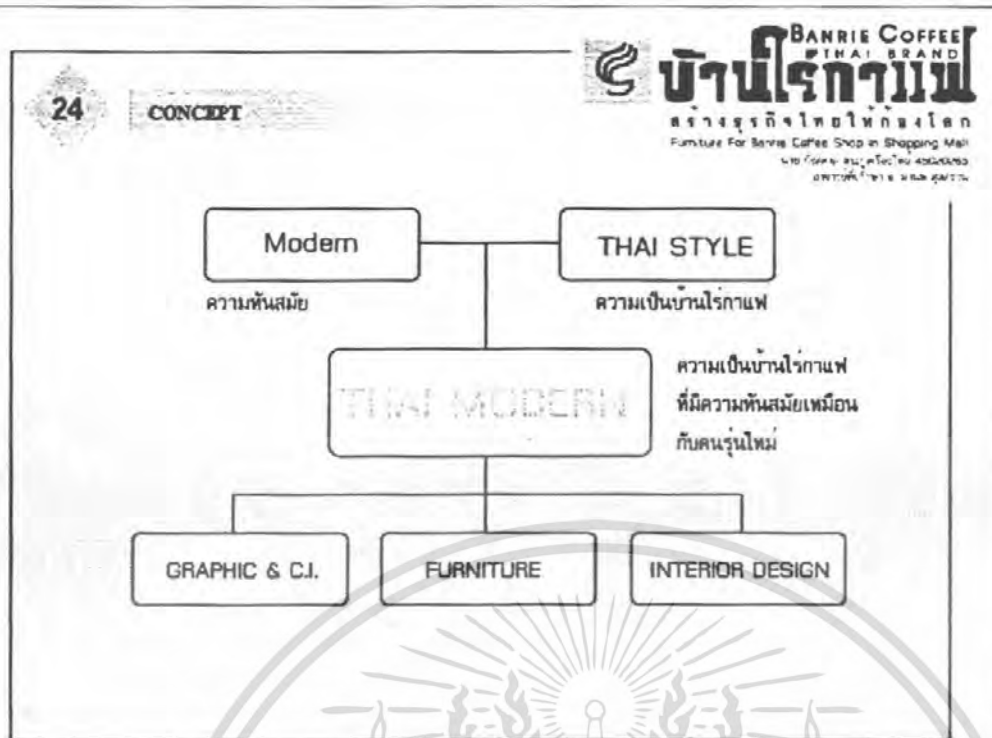 24
CONCEPT
BANRIE COFFEE
THAI BRAND
บ้านไร่กาแฟ
สร้างธุรกิจไทยให้ก้องโลก
Furniture For Banrie Coffee Shop in Shopping Mall
Modern
THAI STYLE
ความทันสมัย
ความเป็นบ้านไร่กาแฟ
THAI MODERN
ความเป็นบ้านไร่กาแฟ
ที่มีความทันสมัยเหมือน
กับคนรุ่นใหม่
GRAPHIC & C.I.
FURNITURE
INTERIOR DESIGN